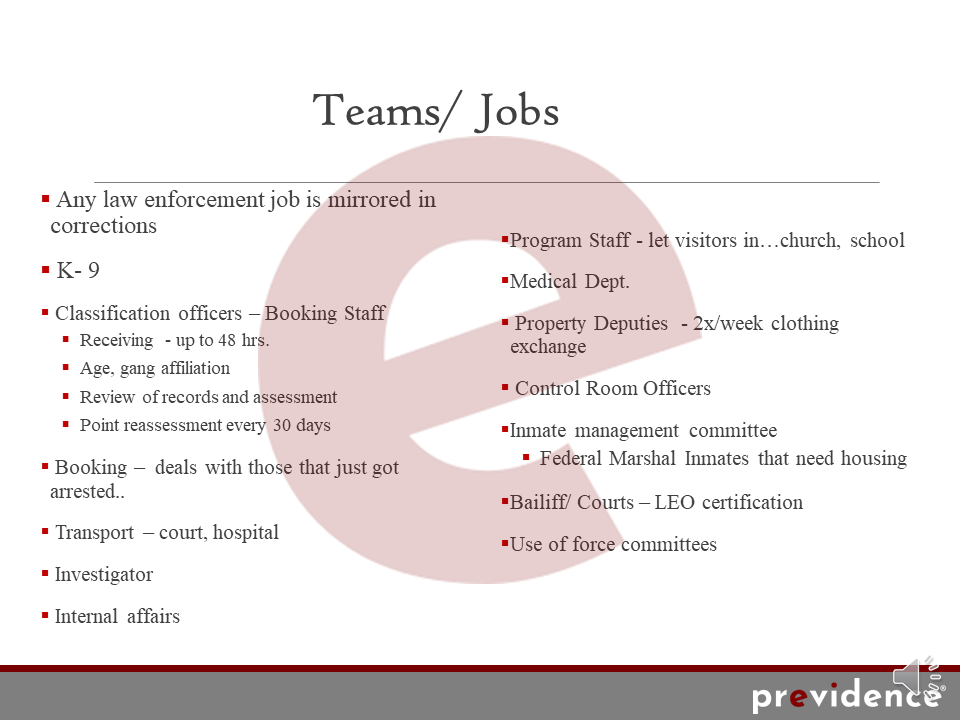 Teams/ Jobs
▪ Any law enforcement job is mirrored in
corrections
▪ K- 9
▪ Classification officers – Booking Staff
▪ Receiving - up to 48 hrs.
▪ Age, gang affiliation
▪ Review of records and assessment
▪ Point reassessment every 30 days
▪ Booking – deals with those that just got
arrested..
▪ Transport – court, hospital
▪ Investigator
▪ Internal affairs
▪Program Staff - let visitors in…church, school
▪Medical Dept.
▪ Property Deputies - 2x/week clothing
exchange
▪ Control Room Officers
▪Inmate management committee
▪ Federal Marshal Inmates that need housing
▪Bailiff/ Courts – LEO certification
▪Use of force committees
e
previdence®